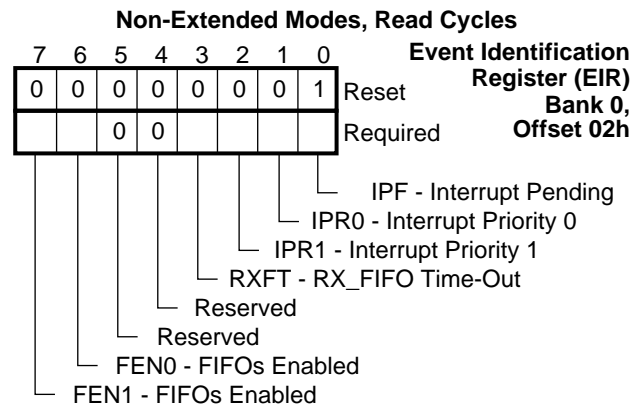 Non-Extended Modes, Read Cycles
7 6 5 4 3 2 1 0
Event Identification
Register (EIR)
Bank 0,
Offset 02h
0 0 0 0 0 0 0 1 Reset
0 0 Required
IPF - Interrupt Pending
IPR0 - Interrupt Priority 0
IPR1 - Interrupt Priority 1
RXFT - RX_FIFO Time-Out
Reserved
Reserved
FEN0 - FIFOs Enabled
FEN1 - FIFOs Enabled